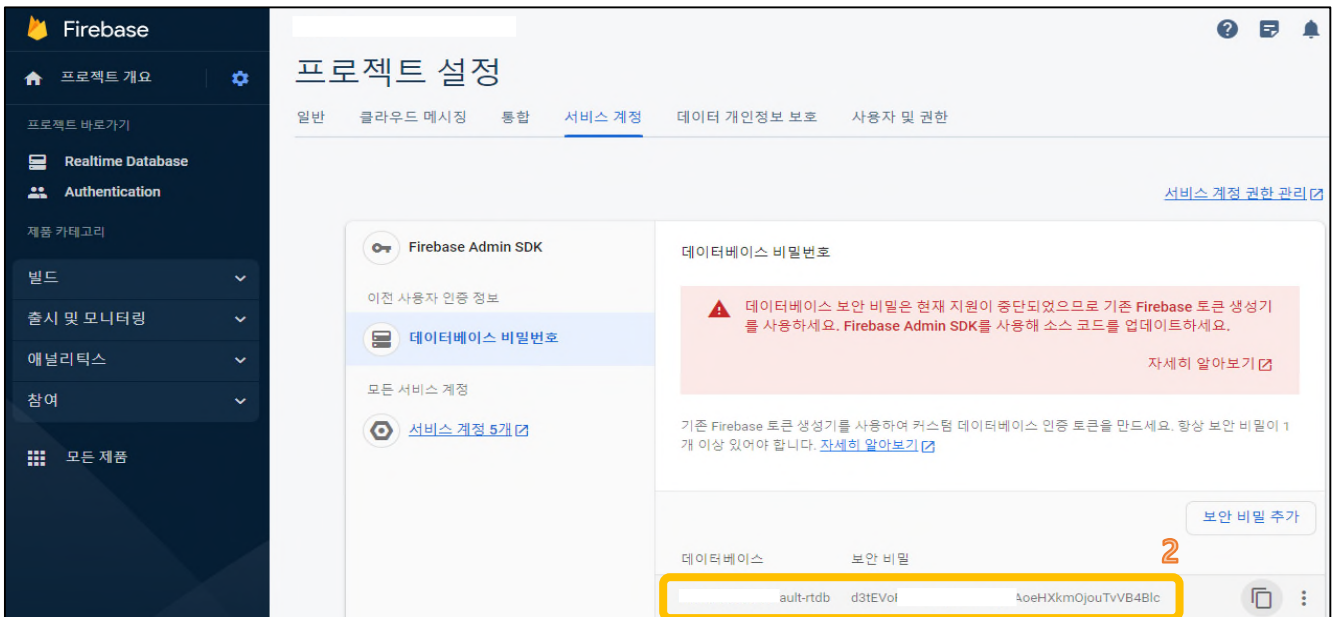 Firebase
프로젝트 개요
프로젝트 설정
일반 클라우드 메시징 통합 서비스 계정 데이터 개인정보 보호 사용자 및 권한
프로젝트 바로가기
Realtime Database
Authentication
제품 카테고리
빌드
출시 및 모니터링
애널리틱스
참여
모든 제품
서비스 계정 권한 관리
Firebase Admin SDK
이전 사용자 인증 정보
데이터베이스 비밀번호
모든 서비스 계정
서비스 계정 5개
데이터베이스 비밀번호
데이터베이스 보안 비밀은 현재 지원이 중단되었으므로 기존 Firebase 토큰 생성기
를 사용하세요. Firebase Admin SDK를 사용해 소스 코드를 업데이트하세요.
자세히 알아보기
기존 Firebase 토큰 생성기를 사용하여 커스텀 데이터베이스 인증 토큰을 만드세요. 항상 보안 비밀이 1
개 이상 있어야 합니다. 자세히 알아보기
보안 비밀 추가
데이터베이스 보안 비밀 2
ault-rtdb